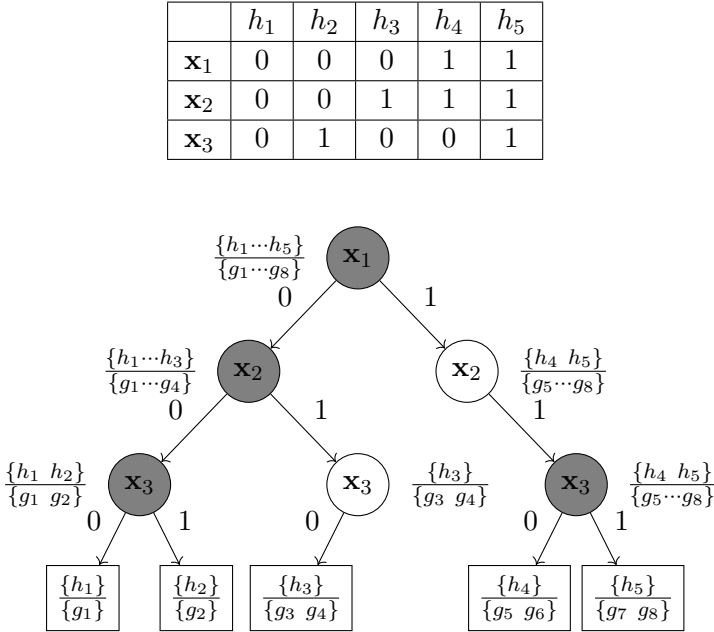 h₁ h₂ h₃ h₄ h₅
x₁ 0 0 0 1 1
x₂ 0 0 1 1 1
x₃ 0 1 0 0 1
{h₁···h₅} / {g₁···g₈} x₁
0 1
{h₁···h₃} / {g₁···g₄} x₂ x₂ {h₄ h₅} / {g₅···g₈}
0 1 1
{h₁ h₂} / {g₁ g₂} x₃ x₃ {h₃} / {g₃ g₄} x₃ {h₄ h₅} / {g₅···g₈}
0 1 0 0 1
{h₁} / {g₁} {h₂} / {g₂} {h₃} / {g₃ g₄} {h₄} / {g₅ g₆} {h₅} / {g₇ g₈}